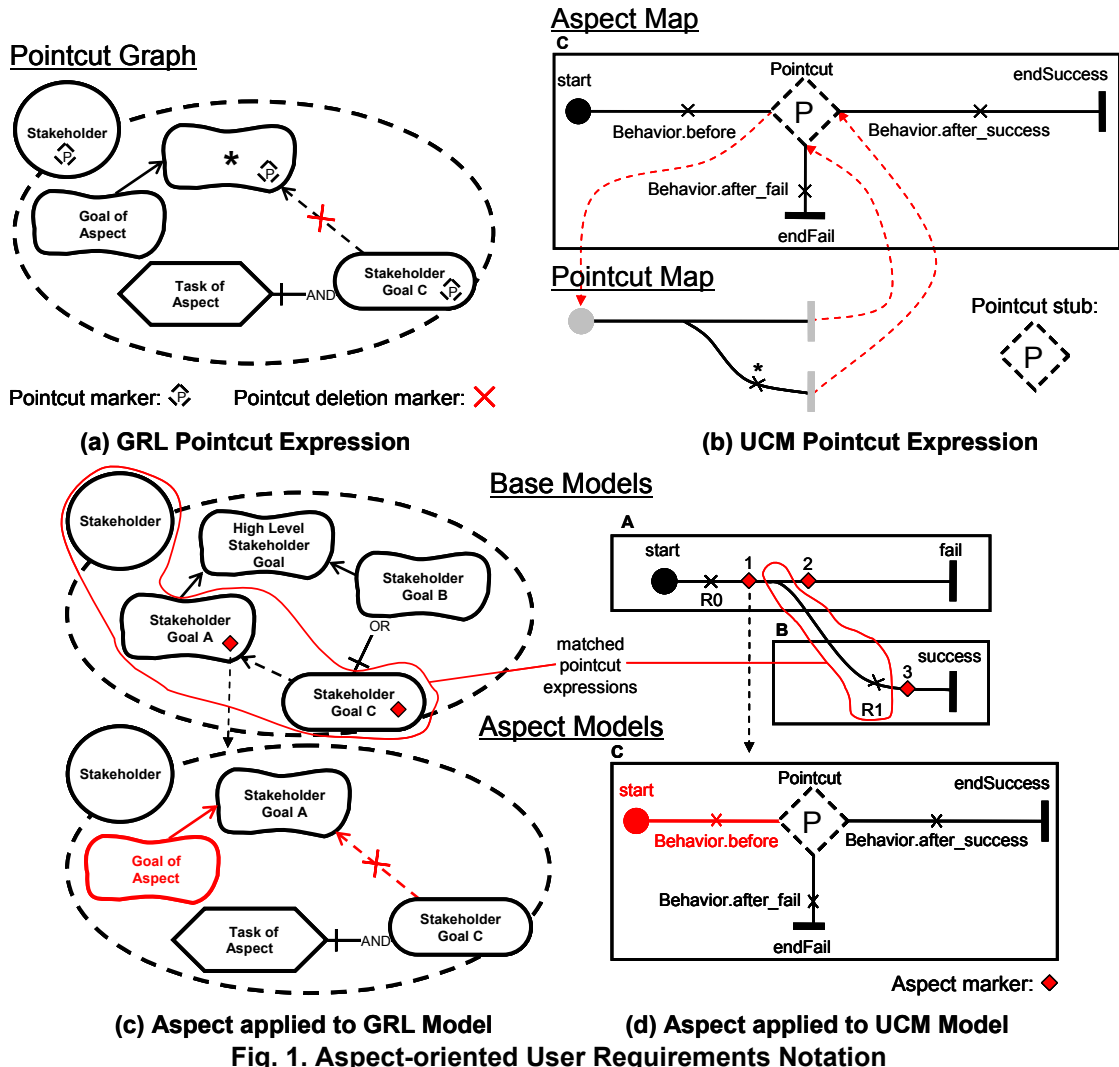 Pointcut Graph
Stakeholder
P
*
P
Goal of
Aspect
Task of
Aspect
AND
Stakeholder
Goal C
P
Pointcut marker: P
Pointcut deletion marker:
(a) GRL Pointcut Expression
Aspect Map
C
start
Pointcut
P
endSuccess
Behavior.before
Behavior.after_success
Behavior.after_fail
endFail
Pointcut Map
*
Pointcut stub:
P
(b) UCM Pointcut Expression
Base Models
Stakeholder
High Level
Stakeholder
Goal
Stakeholder
Goal B
Stakeholder
Goal A
OR
Stakeholder
Goal C
matched
pointcut
expressions
A
start
1
2
fail
R0
B
success
3
R1
Aspect Models
Stakeholder
Stakeholder
Goal A
Goal of
Aspect
Task of
Aspect
AND
Stakeholder
Goal C
C
start
Pointcut
P
endSuccess
Behavior.before
Behavior.after_success
Behavior.after_fail
endFail
Aspect marker:
(c) Aspect applied to GRL Model
(d) Aspect applied to UCM Model
Fig. 1. Aspect-oriented User Requirements Notation